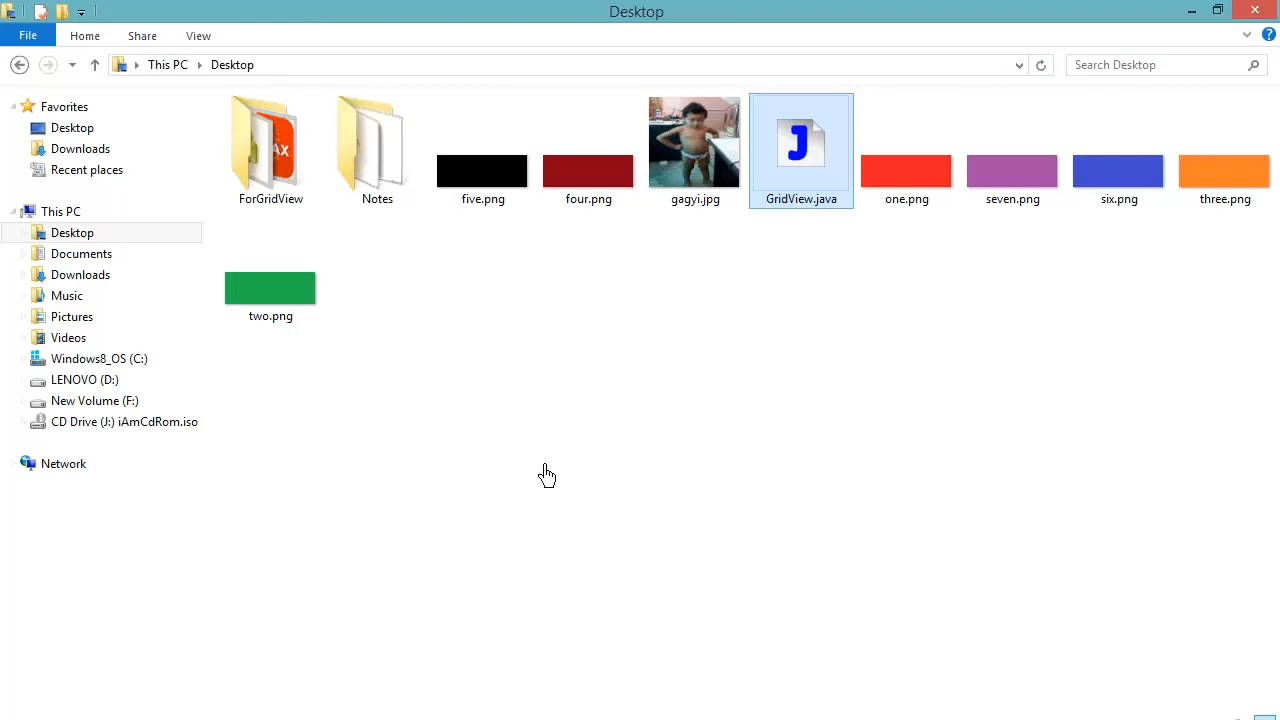 Desktop
File Home Share View
This PC Desktop Search Desktop
Favorites
Desktop
Downloads
Recent places
This PC
Desktop
Documents
Downloads
Music
Pictures
Videos
Windows8_OS (C:)
LENOVO (D:)
New Volume (F:)
CD Drive (J:) iAmCdRom.iso
Network
AX
J
ForGridView Notes five.png four.png gagyi.jpg GridView.java one.png seven.png six.png three.png
two.png